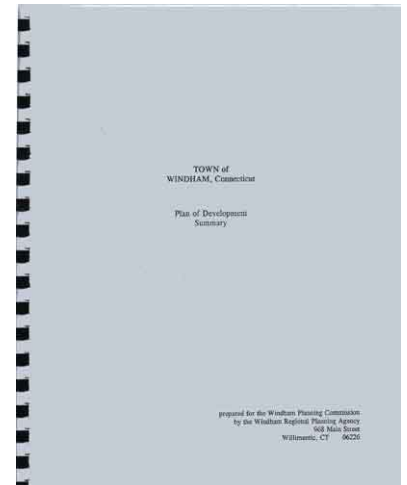 TOWN of
WINDHAM, Connecticut
Plan of Development
Summary
prepared for the Windham Planning Commission
by the Windham Regional Planning Agency
968 Main Street
Willimantic, CT 06226